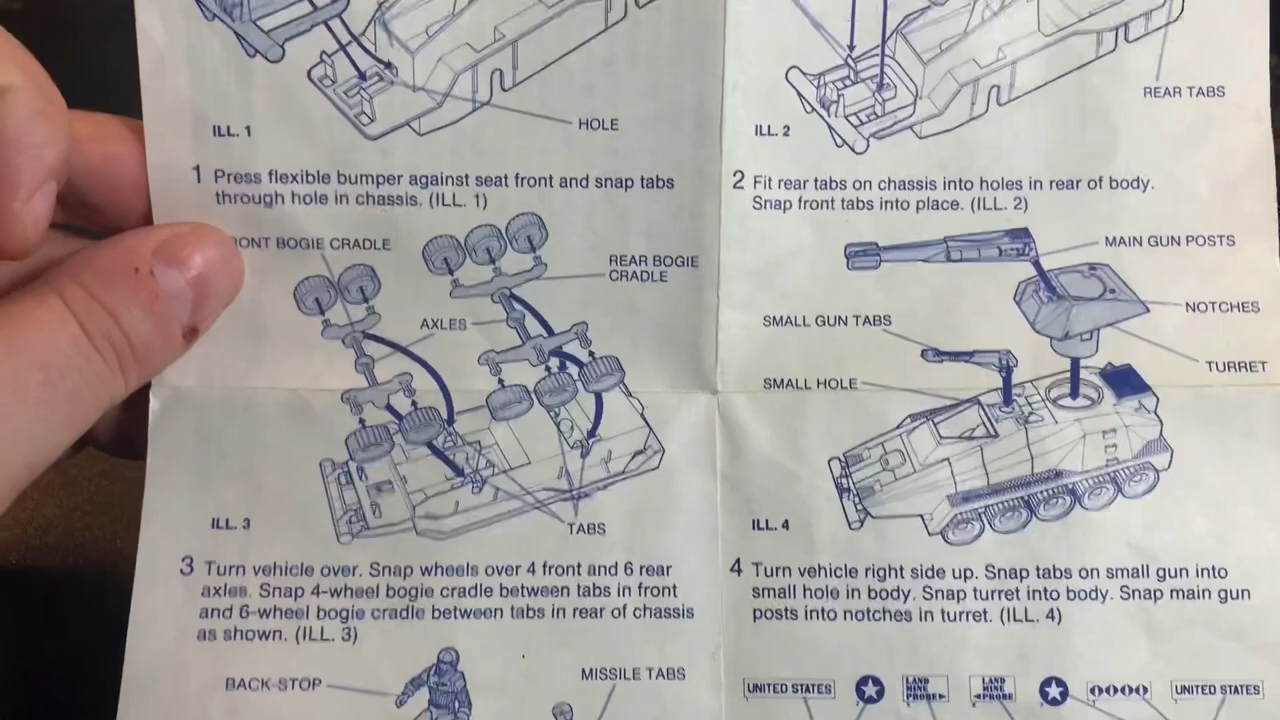 HOLE
ILL. 1
1 Press flexible bumper against seat front and snap tabs
through hole in chassis. (ILL. 1)
REAR TABS
ILL. 2
2 Fit rear tabs on chassis into holes in rear of body.
Snap front tabs into place. (ILL. 2)
RONT BOGIE CRADLE
REAR BOGIE
CRADLE
AXLES
TABS
ILL. 3
3 Turn vehicle over. Snap wheels over 4 front and 6 rear
axles. Snap 4-wheel bogie cradle between tabs in front
and 6-wheel bogie cradle between tabs in rear of chassis
as shown. (ILL. 3)
MAIN GUN POSTS
NOTCHES
SMALL GUN TABS
TURRET
SMALL HOLE
ILL. 4
4 Turn vehicle right side up. Snap tabs on small gun into
small hole in body. Snap turret into body. Snap main gun
posts into notches in turret. (ILL. 4)
BACK-STOP
MISSILE TABS
UNITED STATES
LAND
MINE
PROBE
LAND
MINE
PROBE
UNITED STATES